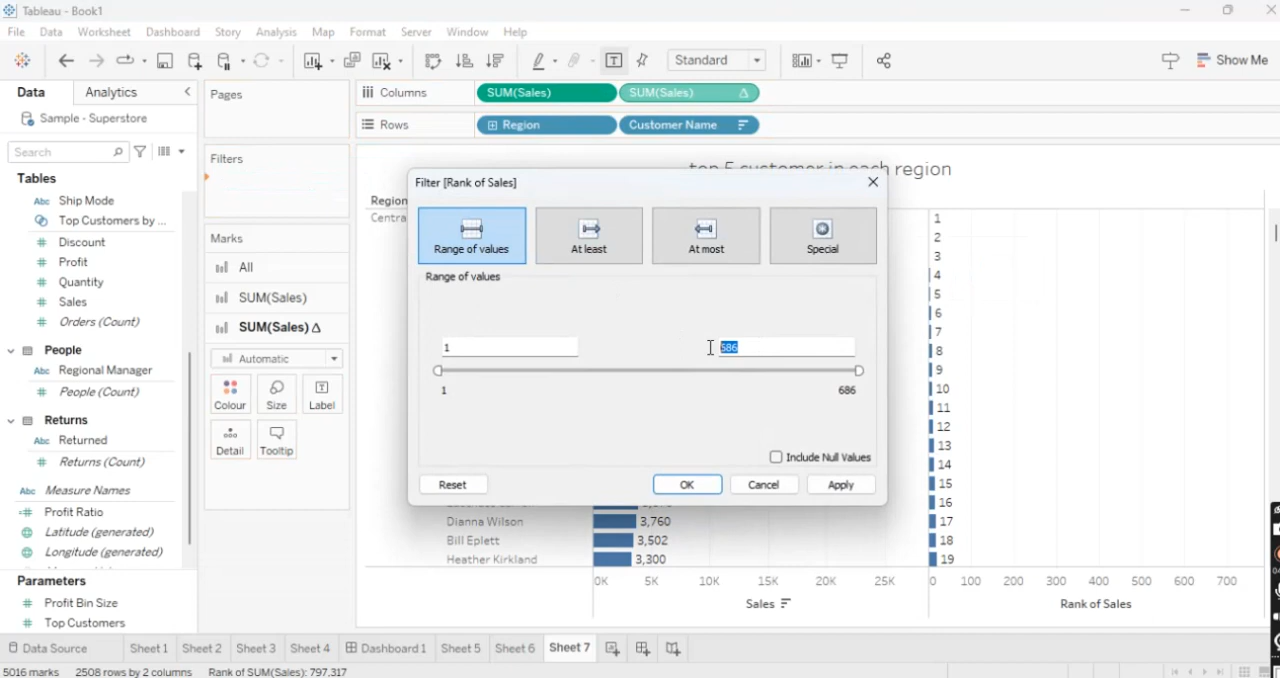 Tableau - Book1
File Data Worksheet Dashboard Story Analysis Map Format Server Window Help
Standard
Show Me
Data Analytics
Pages
Columns SUM(Sales) SUM(Sales) Δ
Sample - Superstore
Rows Region Customer Name
Search
Filters
Tables
Abc Ship Mode
Top Customers by ...
Discount
Profit
Quantity
Sales
Orders (Count)
People
Abc Regional Manager
People (Count)
Returns
Abc Returned
Returns (Count)
Abc Measure Names
Profit Ratio
Latitude (generated)
Longitude (generated)
Parameters
Profit Bin Size
Top Customers
Marks
All
SUM(Sales)
SUM(Sales) Δ
Automatic
Colour Size Label
Detail Tooltip
top 5 customer in each region
Region
Centra
Filter [Rank of Sales]
Range of values At least At most Special
Range of values
1 686
1 686
Include Null Values
Reset OK Cancel Apply
1
2
3
4
5
6
7
8
9
10
11
12
13
14
15
16
Dianna Wilson 3,760 17
Bill Eplett 3,502 18
Heather Kirkland 3,300 19
0K 5K 10K 15K 20K 25K 0 100 200 300 400 500 600 700
Sales Rank of Sales
Data Source Sheet 1 Sheet 2 Sheet 3 Sheet 4 Dashboard 1 Sheet 5 Sheet 6 Sheet 7
5016 marks 2508 rows by 2 columns Rank of SUM(Sales): 797,317